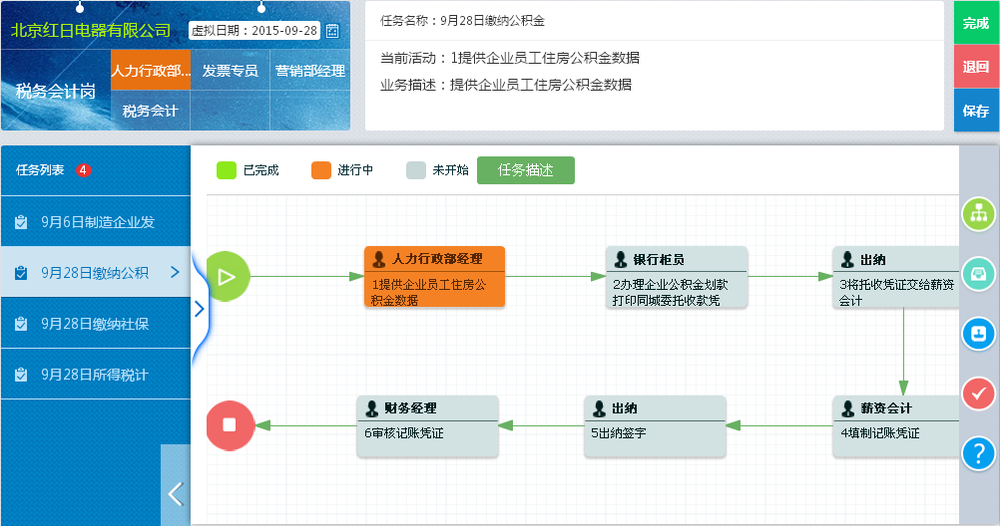 北京红日电器有限公司
虚拟日期：2015-09-28
税务会计岗
人力行政部...
发票专员
营销部经理
税务会计
任务名称：9月28日缴纳公积金
当前活动：1提供企业员工住房公积金数据
业务描述：提供企业员工住房公积金数据
完成
退回
保存
任务列表 4
9月6日制造企业发
9月28日缴纳公积
9月28日缴纳社保
9月28日所得税计
已完成
进行中
未开始
任务描述
人力行政部经理
1提供企业员工住房公
积金数据
银行柜员
2办理企业公积金划款
打印同城委托收款凭
出纳
3将托收凭证交给薪资
会计
薪资会计
4填制记账凭证
出纳
5出纳签字
财务经理
6审核记账凭证
?